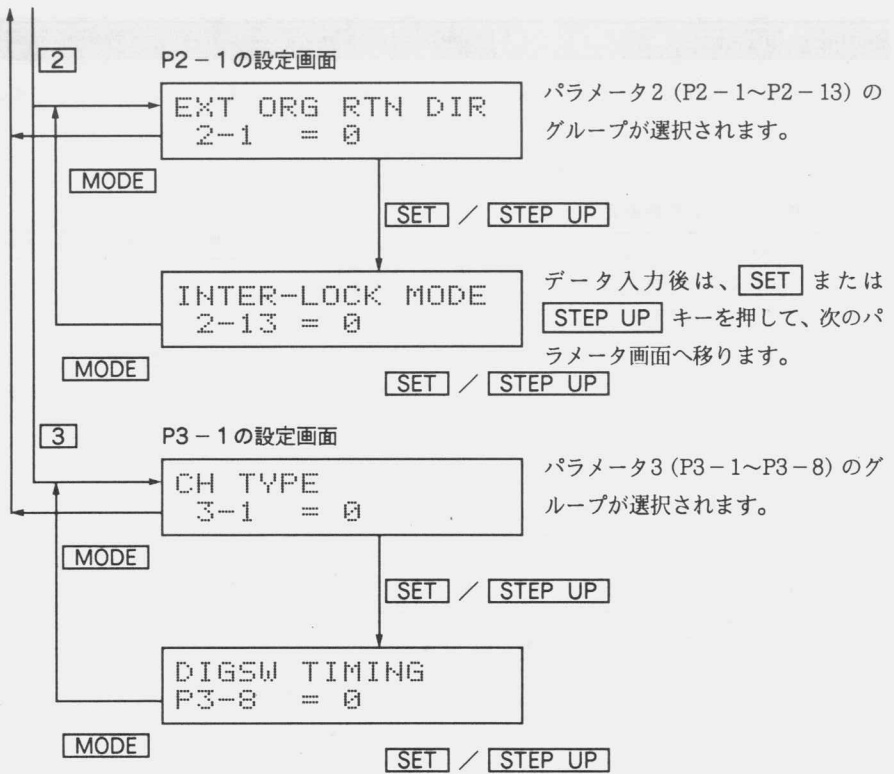 2 P2－1の設定画面
EXT ORG RTN DIR
2-1 = 0
パラメータ2 (P2－1〜P2－13) の
グループが選択されます。
MODE
SET ／ STEP UP
INTER-LOCK MODE
2-13 = 0
データ入力後は、 SET または
STEP UP キーを押して、次のパ
ラメータ画面へ移ります。
MODE
SET ／ STEP UP
3 P3－1の設定画面
CH TYPE
3-1 = 0
パラメータ3 (P3－1〜P3－8) のグ
ループが選択されます。
MODE
SET ／ STEP UP
DIGSW TIMING
P3-8 = 0
MODE
SET ／ STEP UP